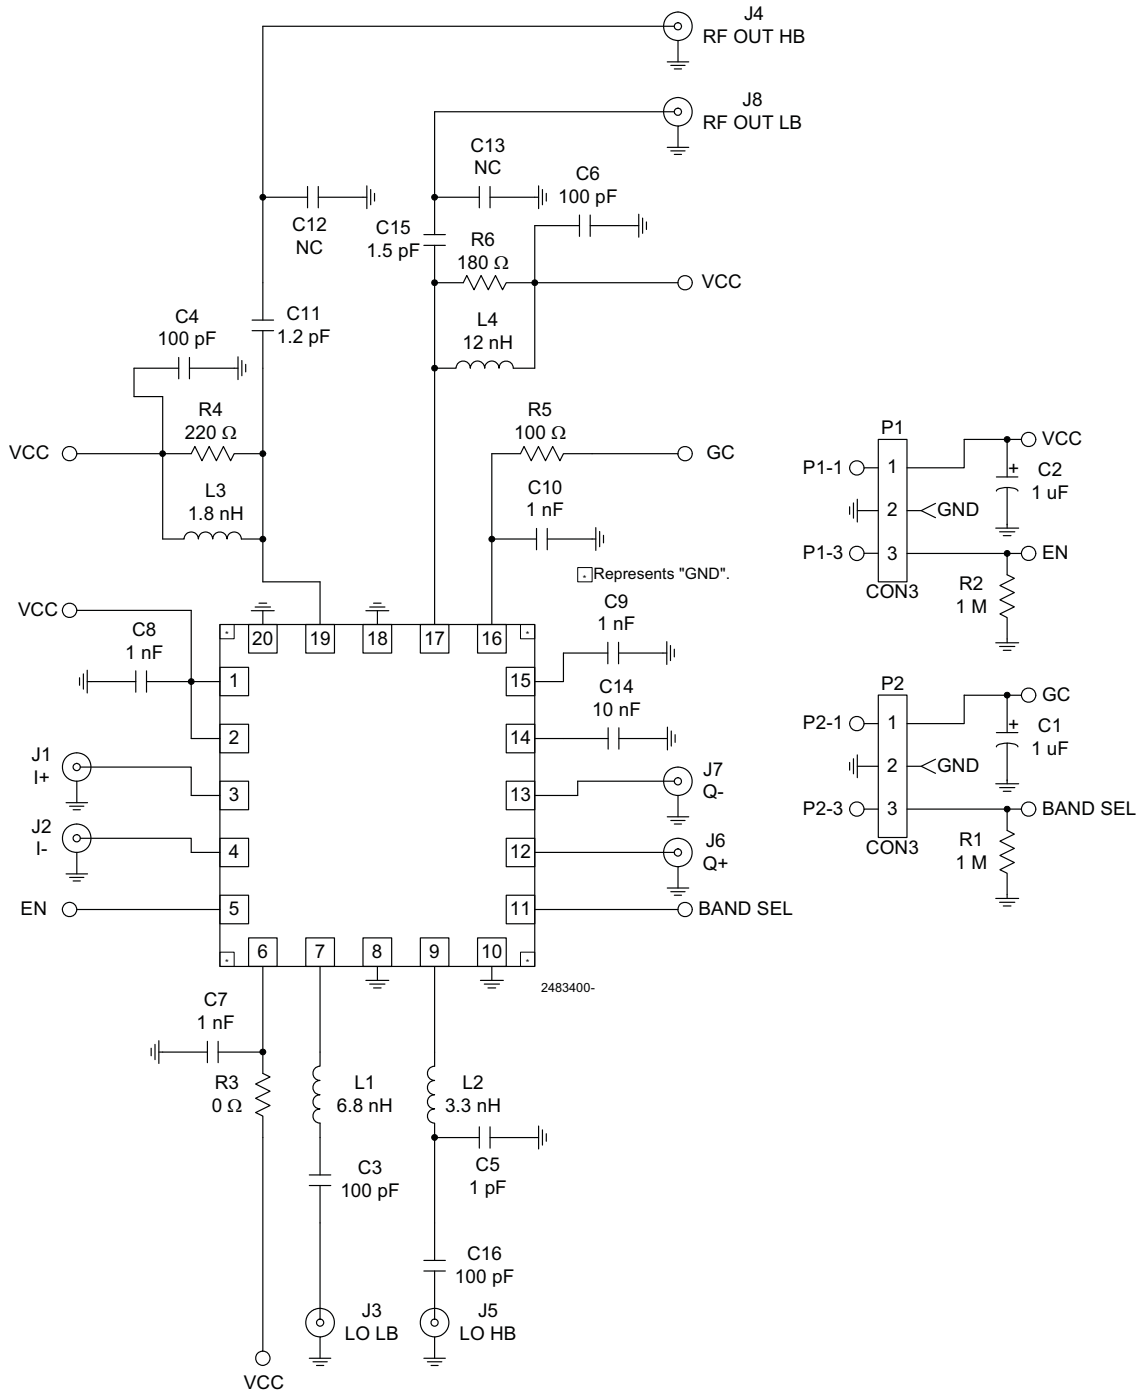 J4
RF OUT HB
J8
RF OUT LB
C13
NC
C6
100 pF
C12
NC
C15
1.5 pF
R6
180 Ω
VCC
C4
100 pF
C11
1.2 pF
L4
12 nH
R4
220 Ω
VCC
L3
1.8 nH
R5
100 Ω
GC
C10
1 nF
P1
P1-1
1
VCC
+
C2
1 uF
2
GND
P1-3
3
EN
CON3
R2
1 M
. Represents "GND".
VCC
C8
1 nF
C9
1 nF
20
19
18
17
16
1
15
C14
10 nF
2
14
J1
I+
3
13
J7
Q-
J2
I-
4
12
J6
Q+
EN
5
11
BAND SEL
6
7
8
9
10
2483400-
P2
P2-1
1
GC
+
C1
1 uF
2
GND
P2-3
3
BAND SEL
CON3
R1
1 M
C7
1 nF
R3
0 Ω
L1
6.8 nH
L2
3.3 nH
C3
100 pF
C5
1 pF
C16
100 pF
J3
LO LB
J5
LO HB
VCC